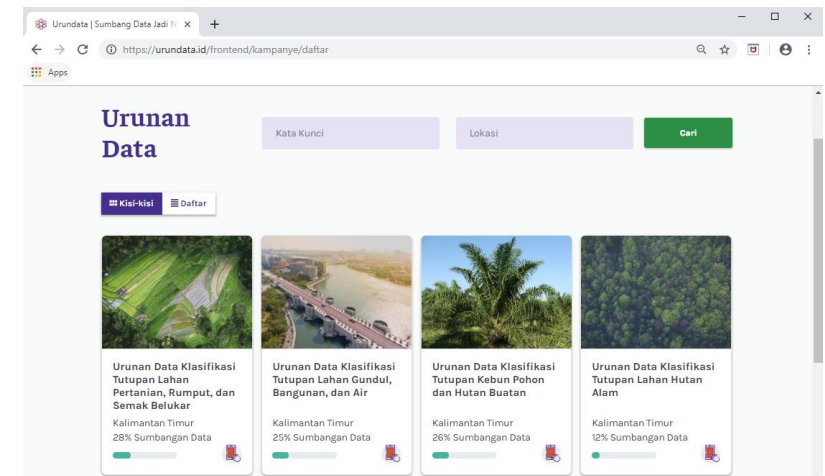 Urundata | Sumbang Data Jadi N
https://urundata.id/frontend/kampanye/daftar
Apps
Urunan
Data
Kata Kunci
Lokasi
Cari
Kisi-kisi
Daftar
Urunan Data Klasifikasi
Tutupan Lahan
Pertanian, Rumput, dan
Semak Belukar
Kalimantan Timur
28% Sumbangan Data
Urunan Data Klasifikasi
Tutupan Lahan Gundul,
Bangunan, dan Air
Kalimantan Timur
25% Sumbangan Data
Urunan Data Klasifikasi
Tutupan Kebun Pohon
dan Hutan Buatan
Kalimantan Timur
26% Sumbangan Data
Urunan Data Klasifikasi
Tutupan Lahan Hutan
Alam
Kalimantan Timur
12% Sumbangan Data